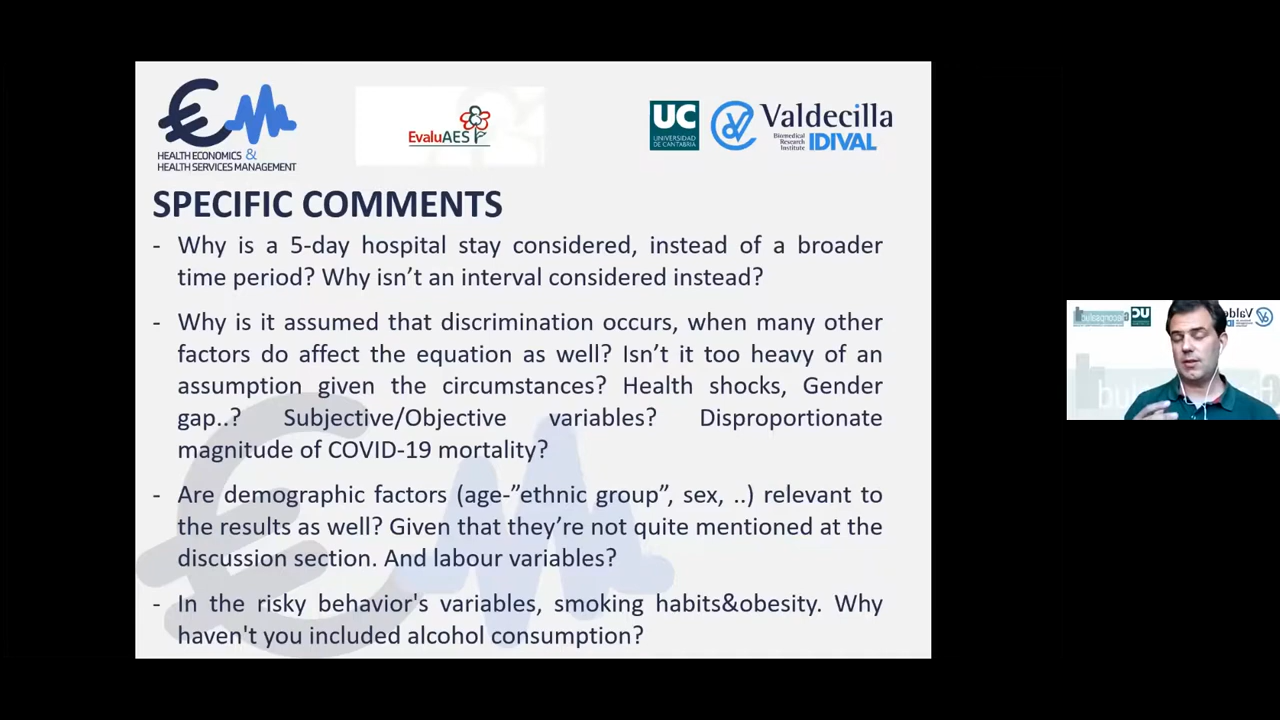 HEALTH ECONOMICS &
HEALTH SERVICES MANAGEMENT
EvaluAES
UC
UNIVERSIDAD
DE CANTABRIA
Valdecilla
Biomedical
Research
Institute
IDIVAL
SPECIFIC COMMENTS
- Why is a 5-day hospital stay considered, instead of a broader
time period? Why isn’t an interval considered instead?
- Why is it assumed that discrimination occurs, when many other
factors do affect the equation as well? Isn’t it too heavy of an
assumption given the circumstances? Health shocks, Gender
gap..? Subjective/Objective variables? Disproportionate
magnitude of COVID-19 mortality?
- Are demographic factors (age-”ethnic group”, sex, ..) relevant to
the results as well? Given that they’re not quite mentioned at the
discussion section. And labour variables?
- In the risky behavior's variables, smoking habits&obesity. Why
haven't you included alcohol consumption?